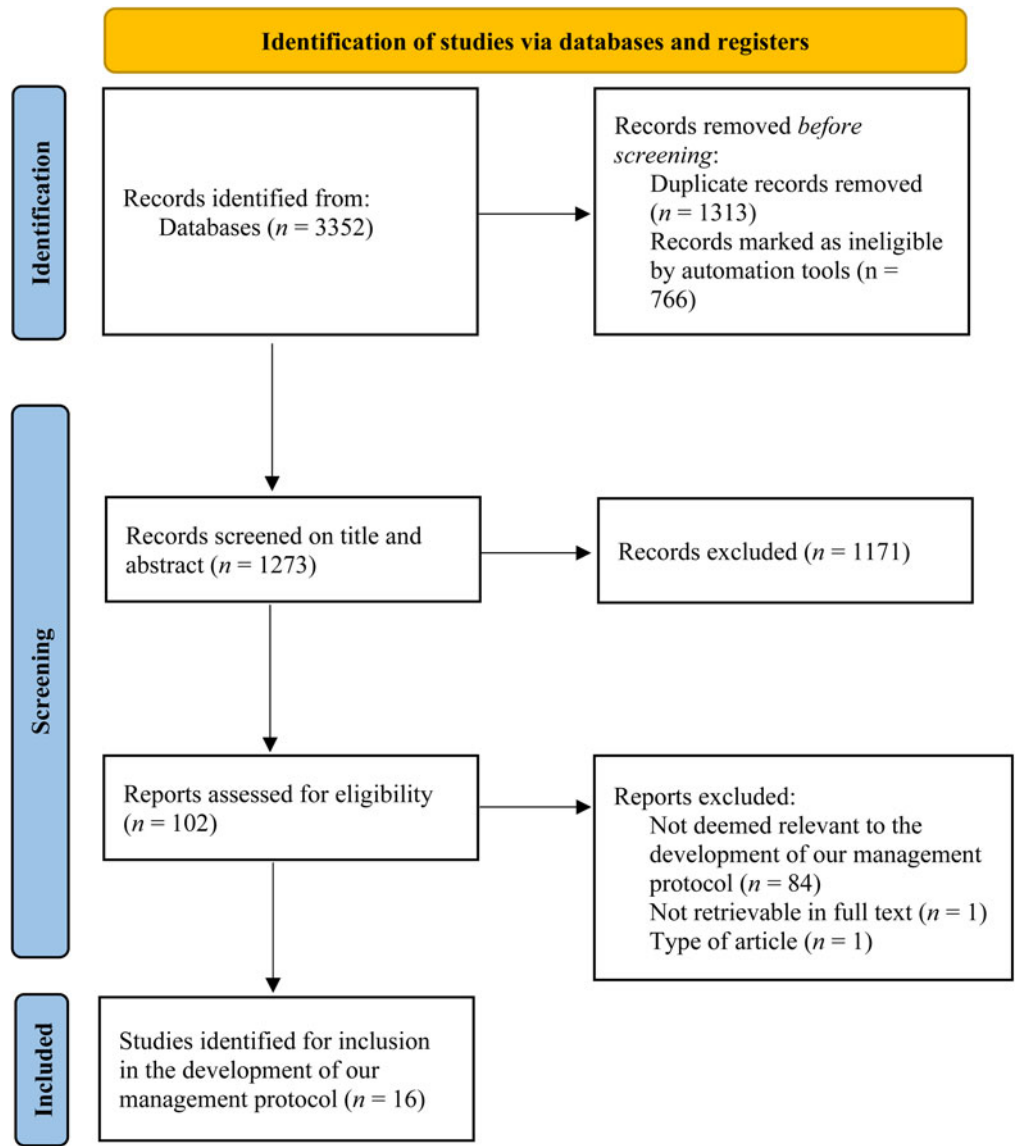 Identification of studies via databases and registers
Identification
Records identified from:
Databases (n = 3352)
Records removed before
screening:
Duplicate records removed
(n = 1313)
Records marked as ineligible
by automation tools (n =
766)
Screening
Records screened on title and
abstract (n = 1273)
Records excluded (n = 1171)
Reports assessed for eligibility
(n = 102)
Reports excluded:
Not deemed relevant to the
development of our management
protocol (n = 84)
Not retrievable in full text (n = 1)
Type of article (n = 1)
Included
Studies identified for inclusion
in the development of our
management protocol (n = 16)